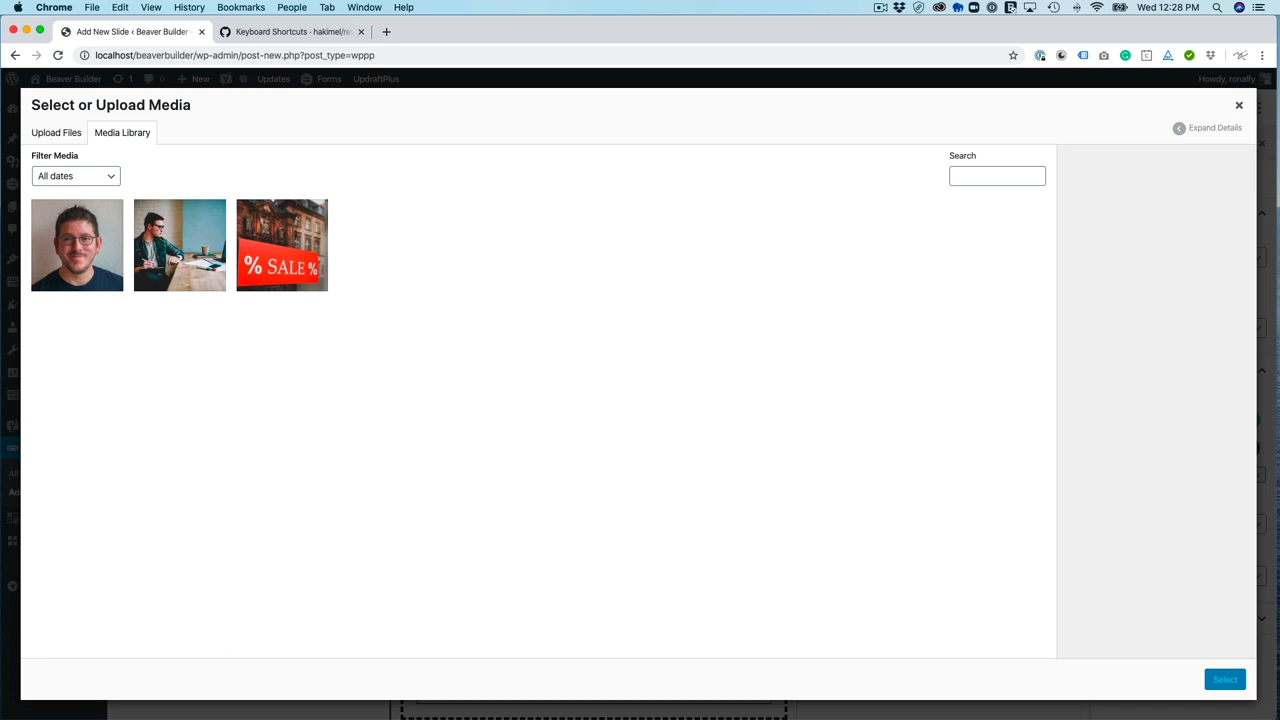 Chrome File Edit View History Bookmarks People Tab Window Help Wed 12:28 PM
Add New Slide ‹ Beaver Builder Keyboard Shortcuts · hakimel/re
localhost/beaverbuilder/wp-admin/post-new.php?post_type=wppp
Beaver Builder 1 0 New Updates Forms UpdraftPlus Howdy, ronalfy
Select or Upload Media
Expand Details
Upload Files Media Library
Filter Media Search
All dates
% SALE %
Al
Ad
Select